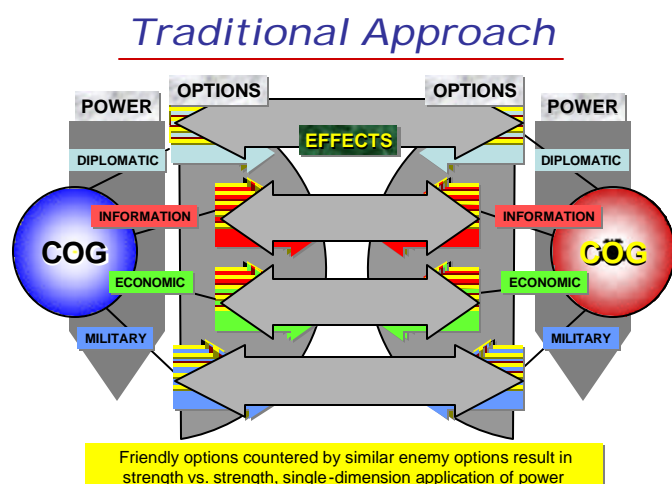 Traditional Approach
OPTIONS
OPTIONS
POWER
POWER
EFFECTS
DIPLOMATIC
DIPLOMATIC
INFORMATION
INFORMATION
COG
CÖG
ECONOMIC
ECONOMIC
MILITARY
MILITARY
Friendly options countered by similar enemy options result in
strength vs. strength, single-dimension application of power